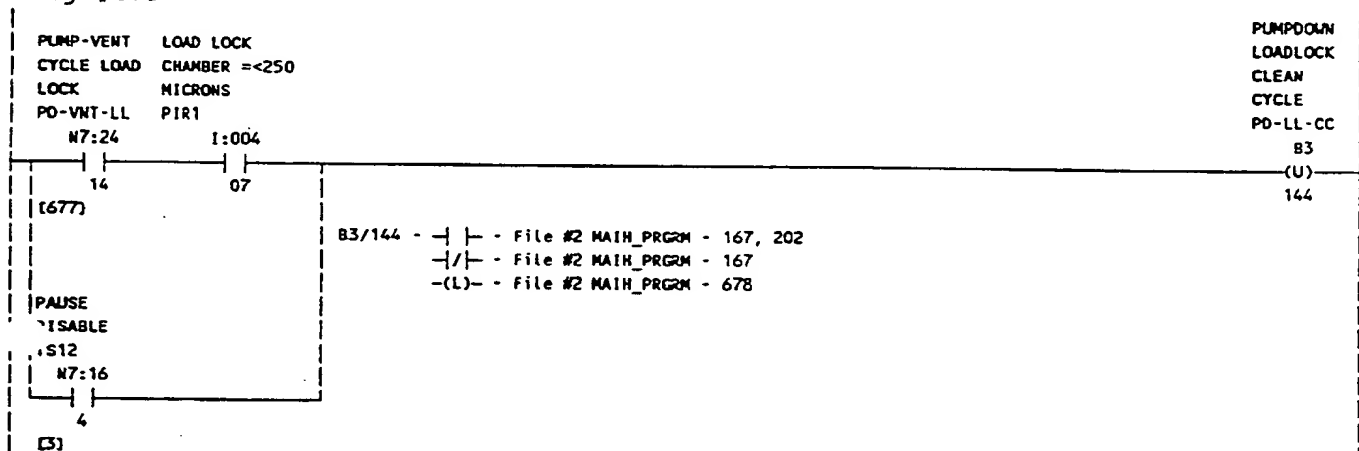 PUMP-VENT LOAD LOCK PUMPDOWN
CYCLE LOAD CHAMBER =<250 LOADLOCK
LOCK MICRONS CLEAN
PD-VNT-LL PIR1 CYCLE
PD-LL-CC
N7:24 I:004 B3
14 07 (U)
[677] 144
B3/144 - -] [- - File #2 MAIN_PRGRM - 167, 202
-]/[- - File #2 MAIN_PRGRM - 167
-(L)- - File #2 MAIN_PRGRM - 678
PAUSE
DISABLE
S12
N7:16
4
[3]